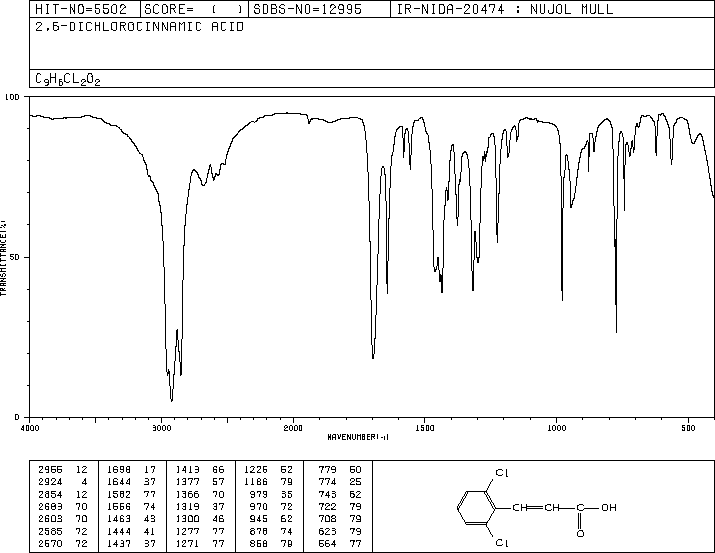 HIT-NO=5502 SCORE= ( ) SDBS-NO=12995 IR-NIDA-20474 : NUJOL MULL
2,6-DICHLOROCINNAMIC ACID
C9H6CL2O2
100
50
0
TRANSMITTANCE(%)
4000 3000 2000 1500 1000 500
WAVENUMBER(-1)
2955 12 1698 17 1413 66 1226 52 779 50
2924 4 1644 37 1377 57 1186 79 774 25
2854 12 1582 77 1366 70 979 35 743 62
2683 70 1556 74 1319 37 970 72 722 79
2603 70 1463 43 1300 46 945 62 708 79
2585 72 1444 41 1277 77 878 74 623 79
2570 72 1437 37 1271 77 858 79 564 77
Cl
CH=CH-C-OH
O
Cl